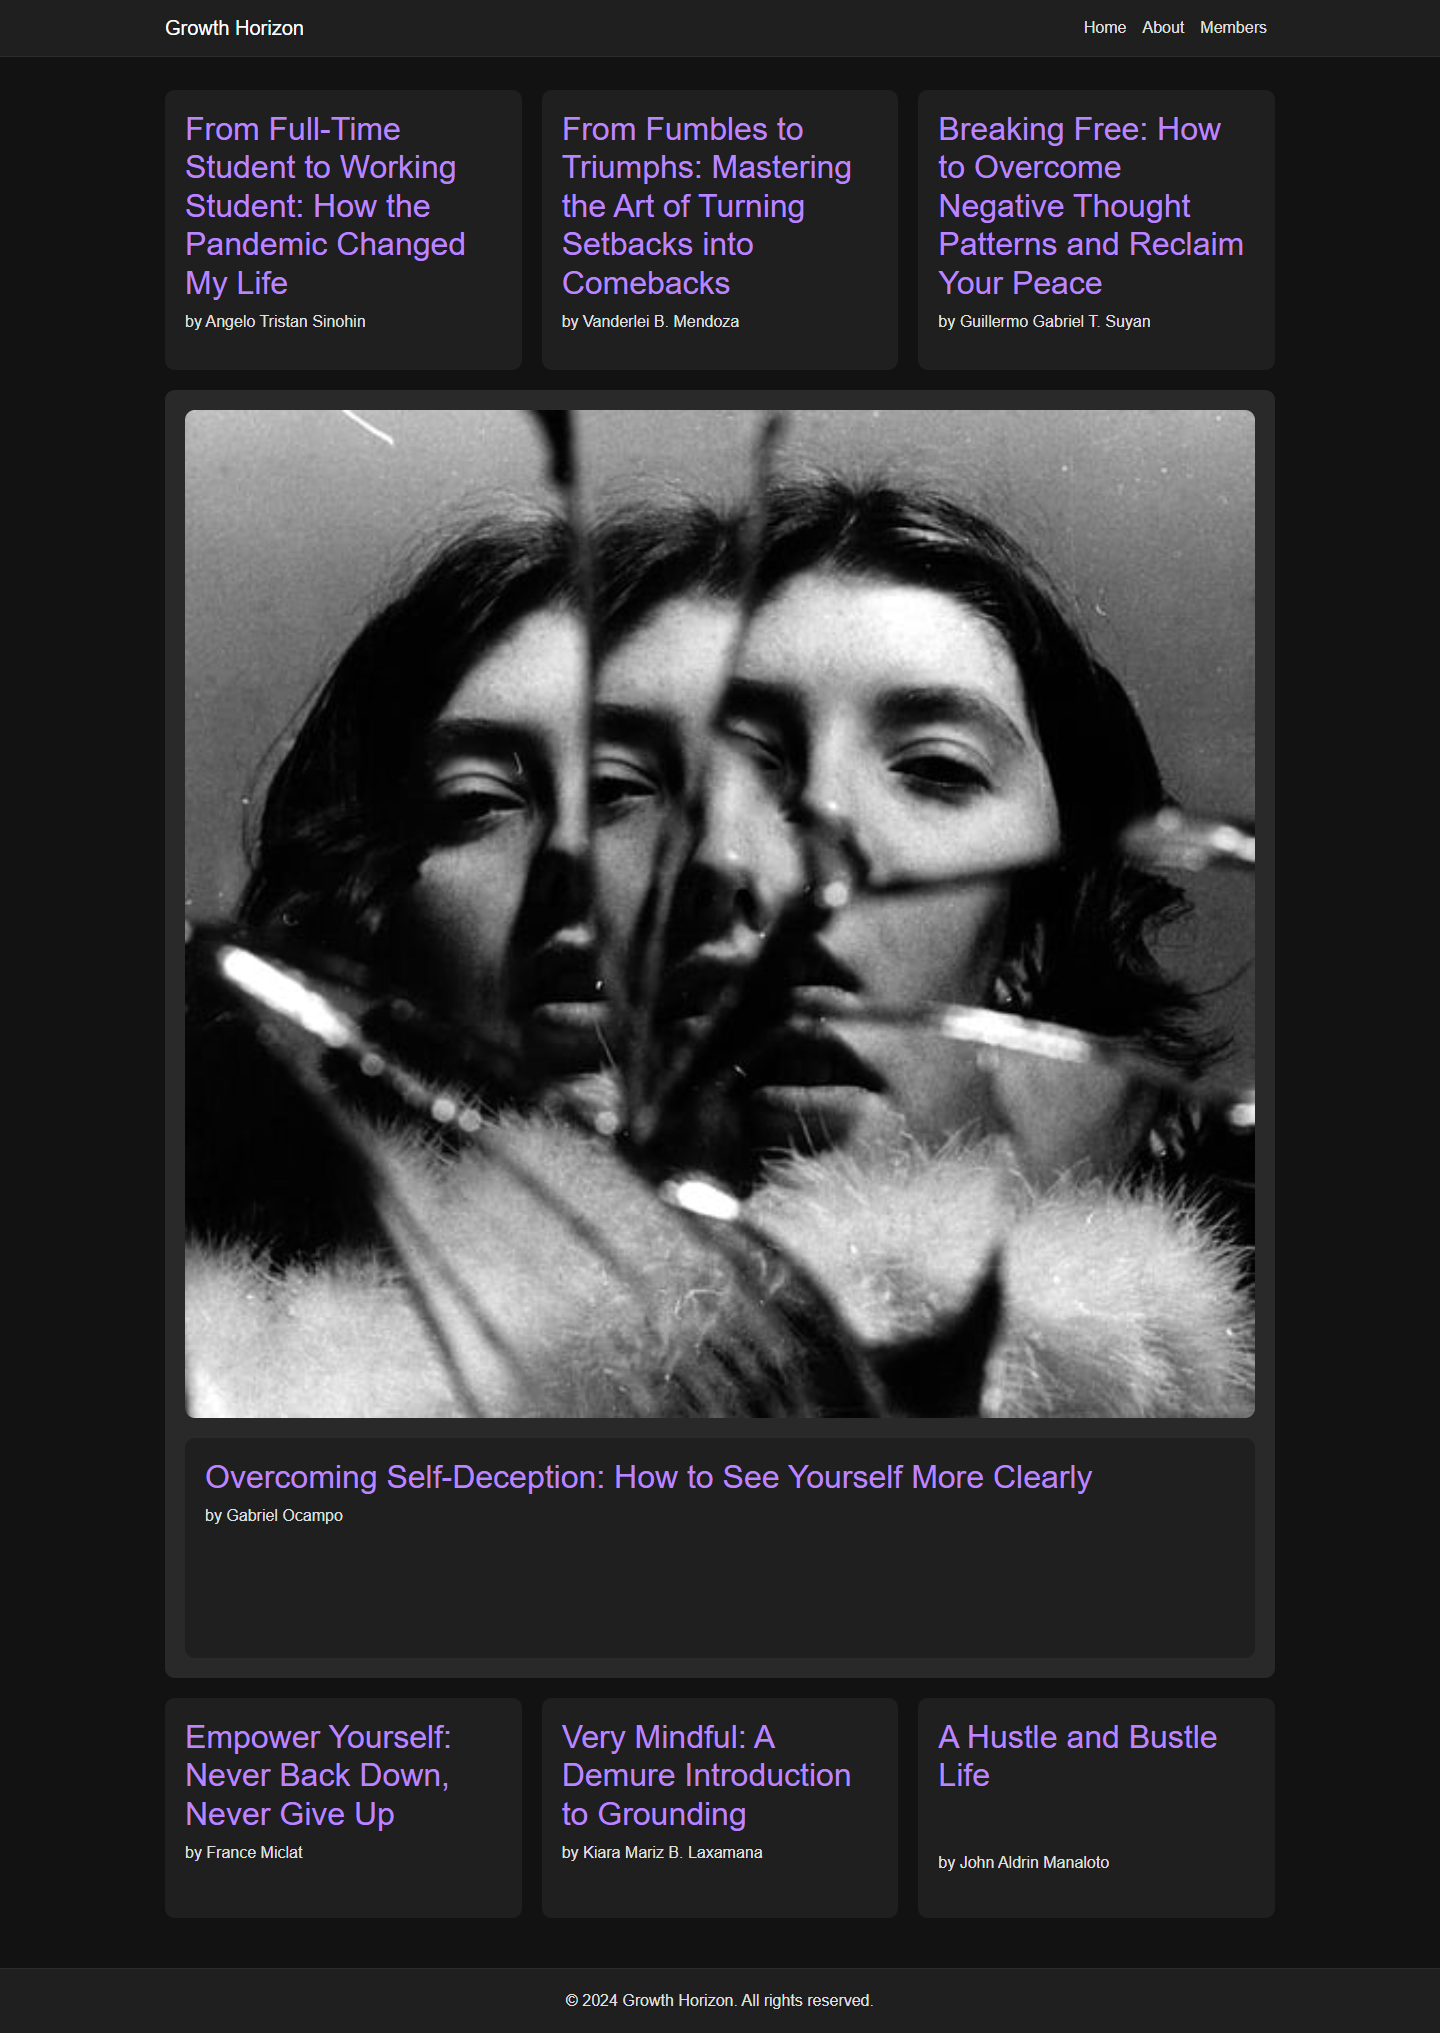 Growth Horizon
Home About Members
From Full-Time
Student to Working
Student: How the
Pandemic Changed
My Life
by Angelo Tristan Sinohin
From Fumbles to
Triumphs: Mastering
the Art of Turning
Setbacks into
Comebacks
by Vanderlei B. Mendoza
Breaking Free: How
to Overcome
Negative Thought
Patterns and Reclaim
Your Peace
by Guillermo Gabriel T. Suyan
Overcoming Self-Deception: How to See Yourself More Clearly
by Gabriel Ocampo
Empower Yourself:
Never Back Down,
Never Give Up
by France Miclat
Very Mindful: A
Demure Introduction
to Grounding
by Kiara Mariz B. Laxamana
A Hustle and Bustle
Life
by John Aldrin Manaloto
© 2024 Growth Horizon. All rights reserved.